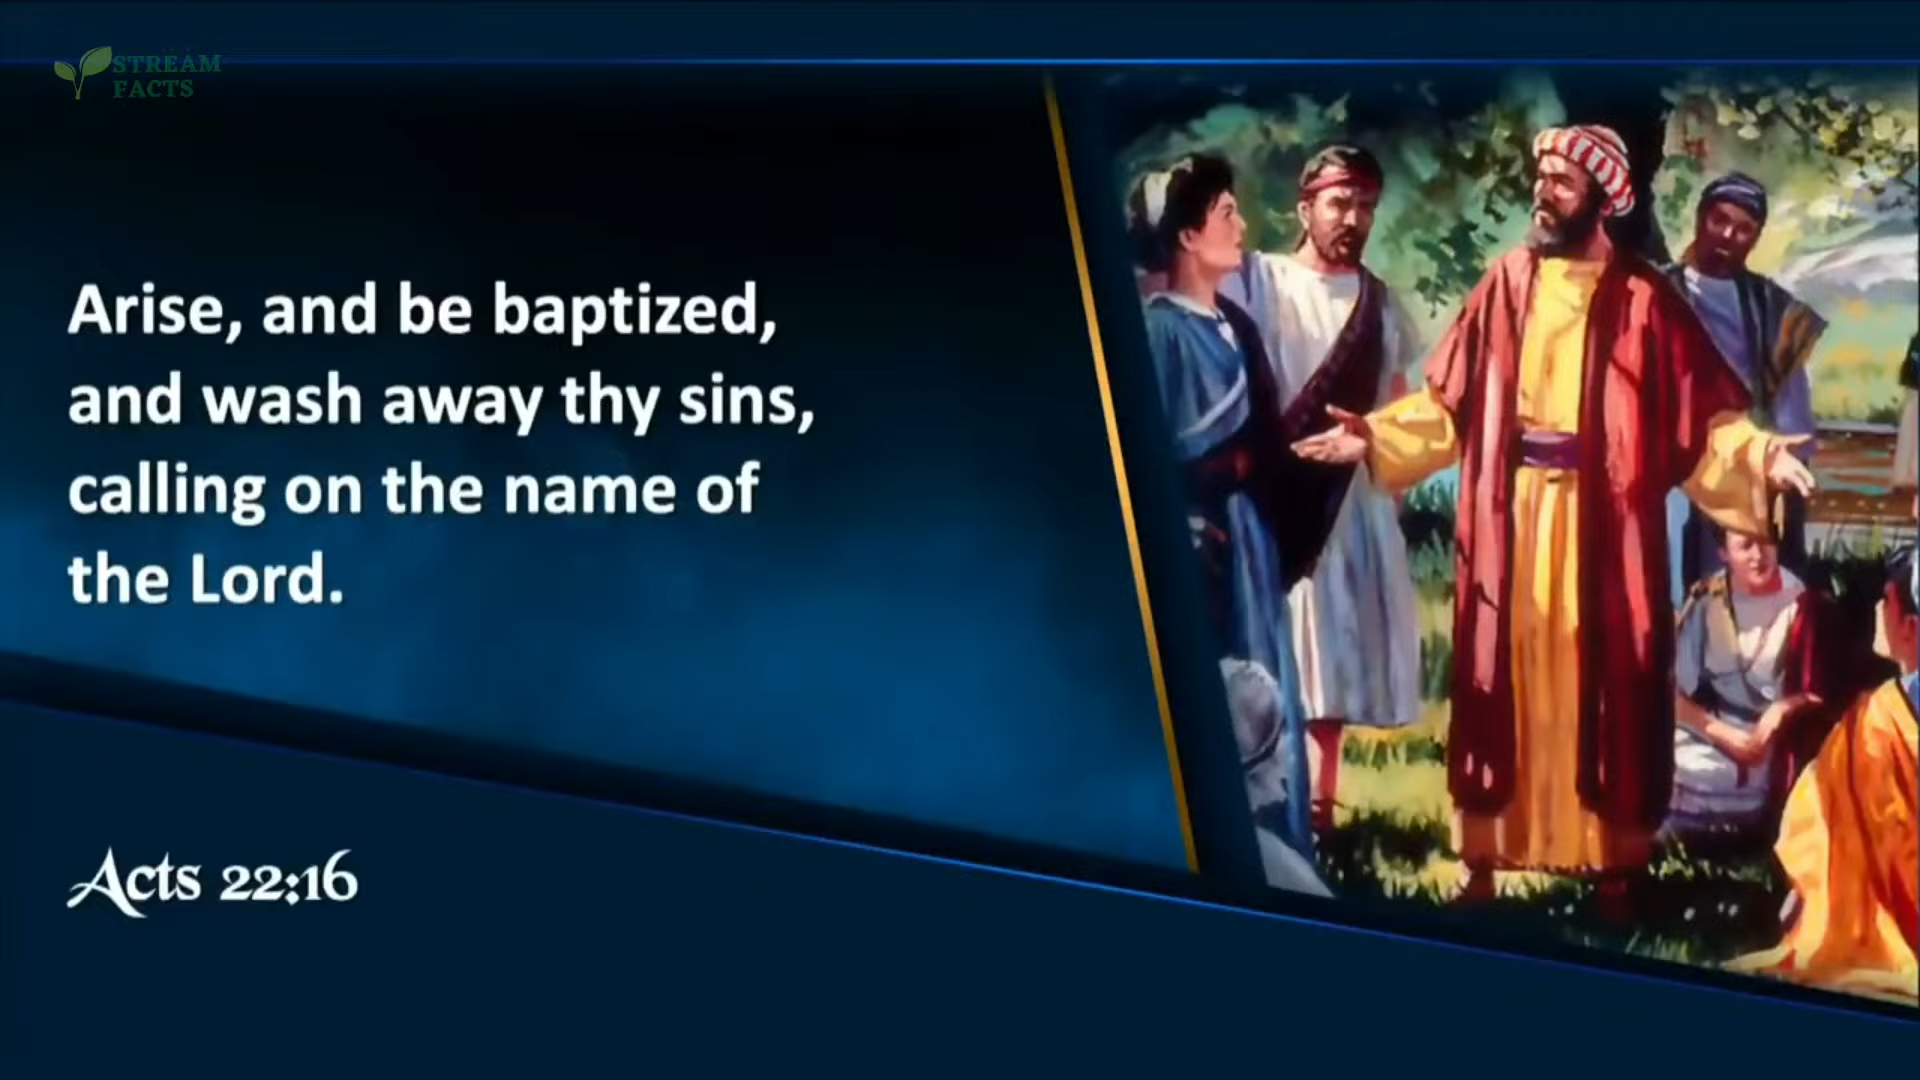 STREAM
FACTS
Arise, and be baptized,
and wash away thy sins,
calling on the name of
the Lord.
Acts 22:16